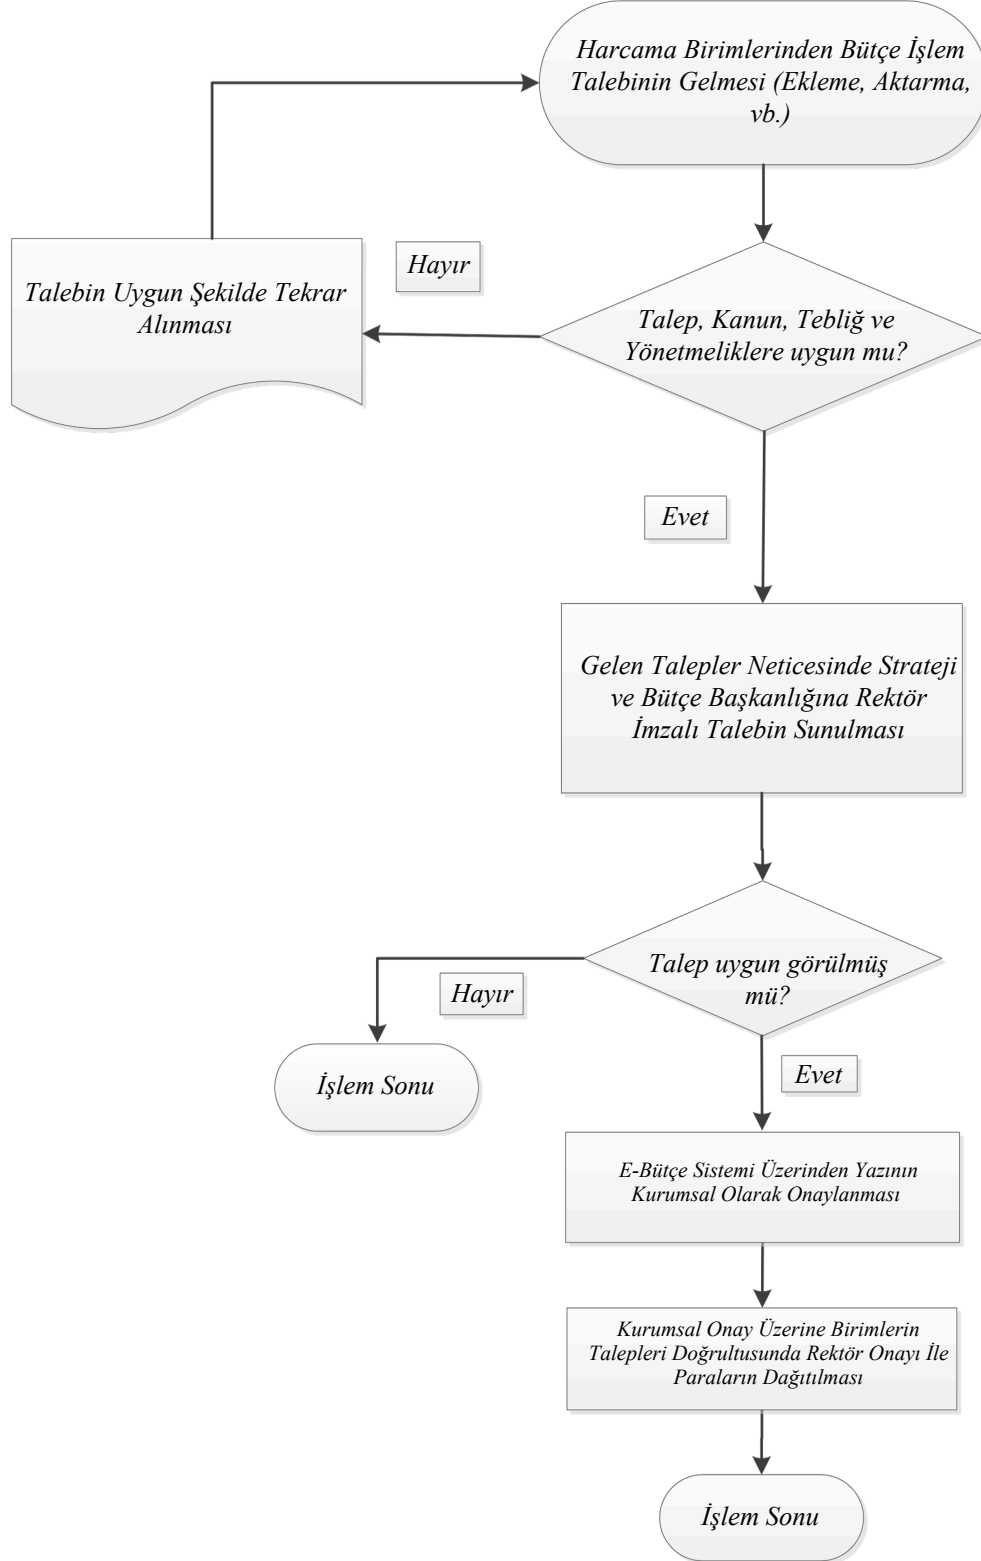 Harcama Birimlerinden Bütçe İşlem
Talebinin Gelmesi (Ekleme, Aktarma,
vb.)
Hayır
Talebin Uygun Şekilde Tekrar
Alınması
Talep, Kanun, Tebliğ ve
Yönetmeliklere uygun mu?
Evet
Gelen Talepler Neticesinde Strateji
ve Bütçe Başkanlığına Rektör
İmzalı Talebin Sunulması
Talep uygun görülmüş
mü?
Hayır
Evet
İşlem Sonu
E-Bütçe Sistemi Üzerinden Yazının
Kurumsal Olarak Onaylanması
Kurumsal Onay Üzerine Birimlerin
Talepleri Doğrultusunda Rektör Onayı İle
Paraların Dağıtılması
İşlem Sonu